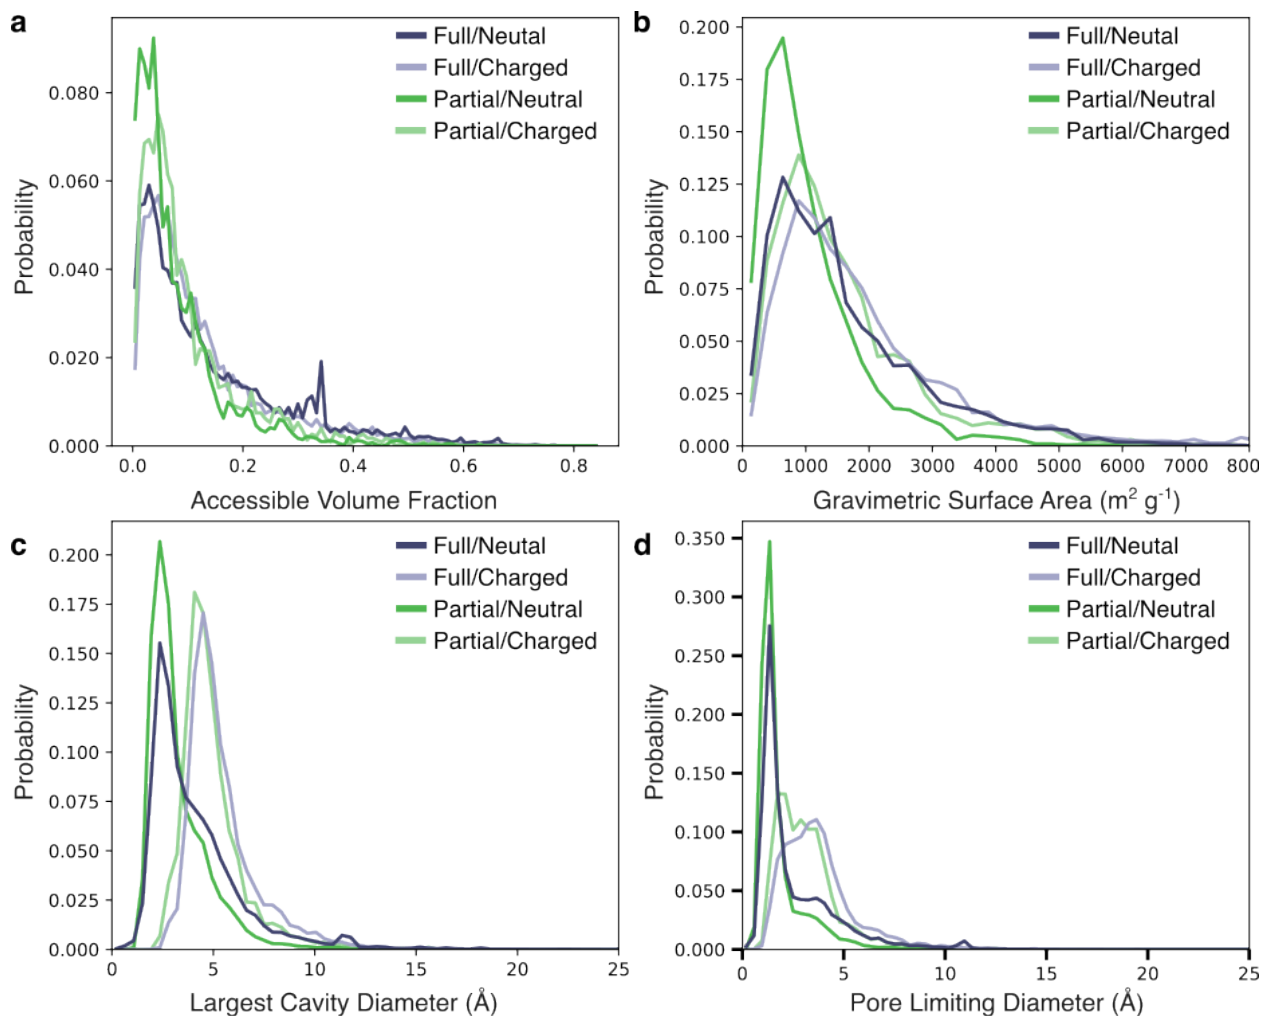 a
Full/Neutal
Full/Charged
Partial/Neutral
Partial/Charged
0.080
0.060
0.040
0.020
0.000
Probability
0.0 0.2 0.4 0.6 0.8
Accessible Volume Fraction
b
Full/Neutal
Full/Charged
Partial/Neutral
Partial/Charged
0.200
0.175
0.150
0.125
0.100
0.075
0.050
0.025
0.000
Probability
0 1000 2000 3000 4000 5000 6000 7000 800
Gravimetric Surface Area (m² g⁻¹)
c
Full/Neutal
Full/Charged
Partial/Neutral
Partial/Charged
0.200
0.175
0.150
0.125
0.100
0.075
0.050
0.025
0.000
Probability
0 5 10 15 20 25
Largest Cavity Diameter (Å)
d
Full/Neutal
Full/Charged
Partial/Neutral
Partial/Charged
0.350
0.300
0.250
0.200
0.150
0.100
0.050
0.000
Probability
0 5 10 15 20 25
Pore Limiting Diameter (Å)